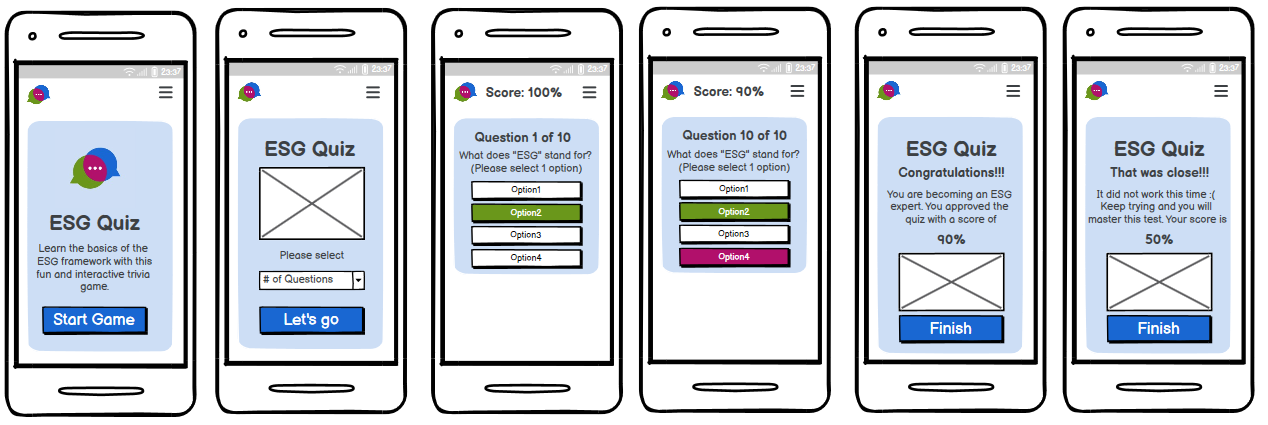 23:37
ESG Quiz
Learn the basics of the
ESG framework with this
fun and interactive trivia
game.
Start Game
23:37
ESG Quiz
Please select
# of Questions
Let's go
23:37
Score: 100%
Question 1 of 10
What does "ESG" stand for?
(Please select 1 option)
Option1
Option2
Option3
Option4
23:37
Score: 90%
Question 10 of 10
What does "ESG" stand for?
(Please select 1 option)
Option1
Option2
Option3
Option4
23:37
ESG Quiz
Congratulations!!!
You are becoming an ESG
expert. You approved the
quiz with a score of
90%
Finish
23:37
ESG Quiz
That was close!!!
It did not work this time :(
Keep trying and you will
master this test. Your score is
50%
Finish